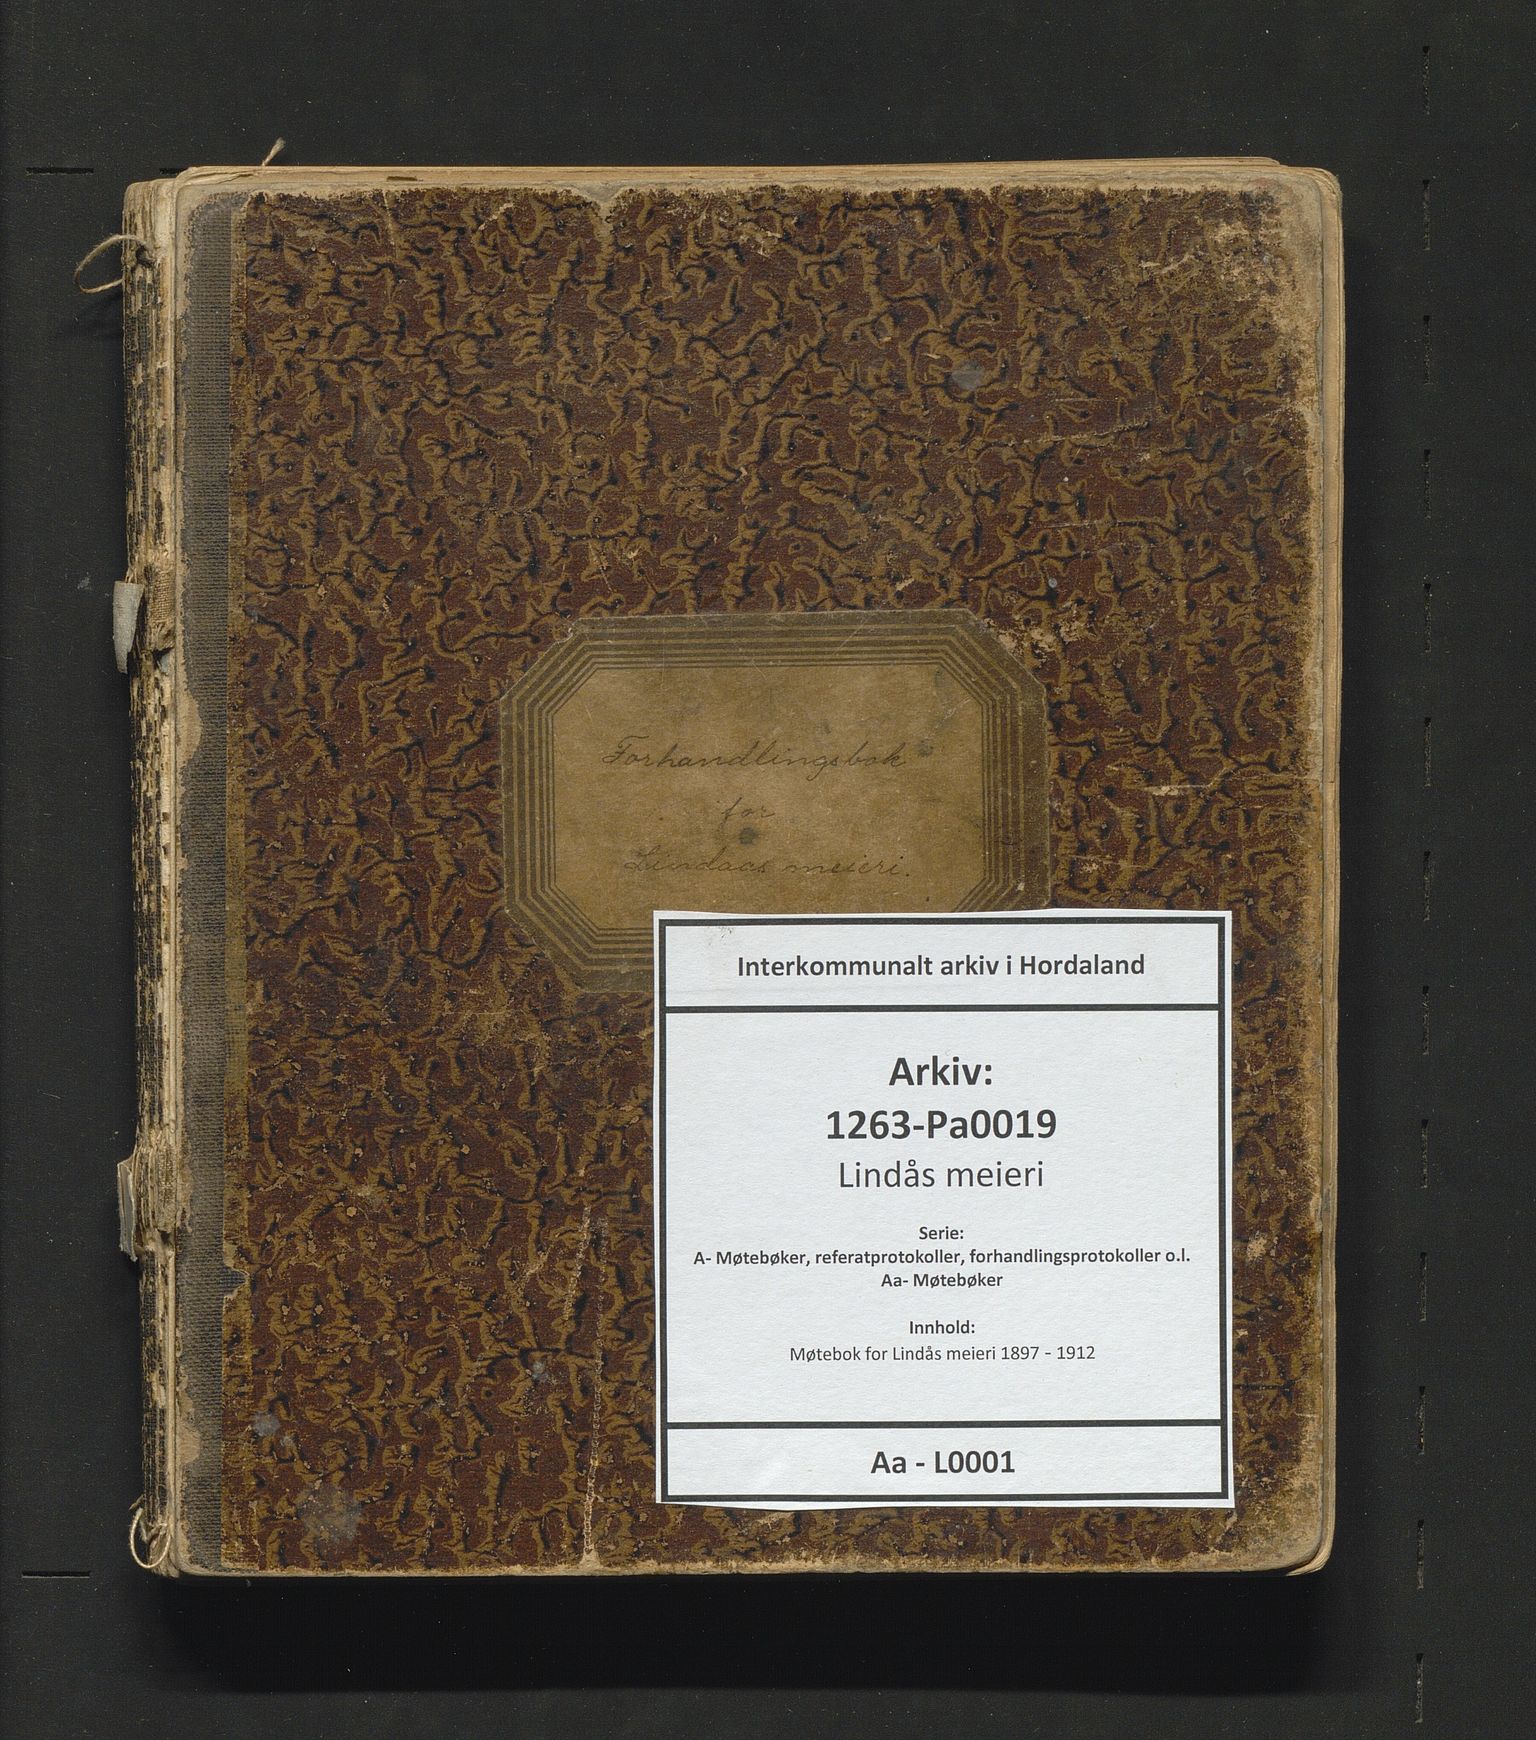 Forhandlingsbok
for
Lindaas meieri.
Interkommunalt arkiv i Hordaland
Arkiv:
1263-Pa0019
Lindås meieri
Serie:
A- Møtebøker, referatprotokoller, forhandlingsprotokoller o.l.
Aa- Møtebøker
Innhold:
Møtebok for Lindås meieri 1897 - 1912
Aa - L0001